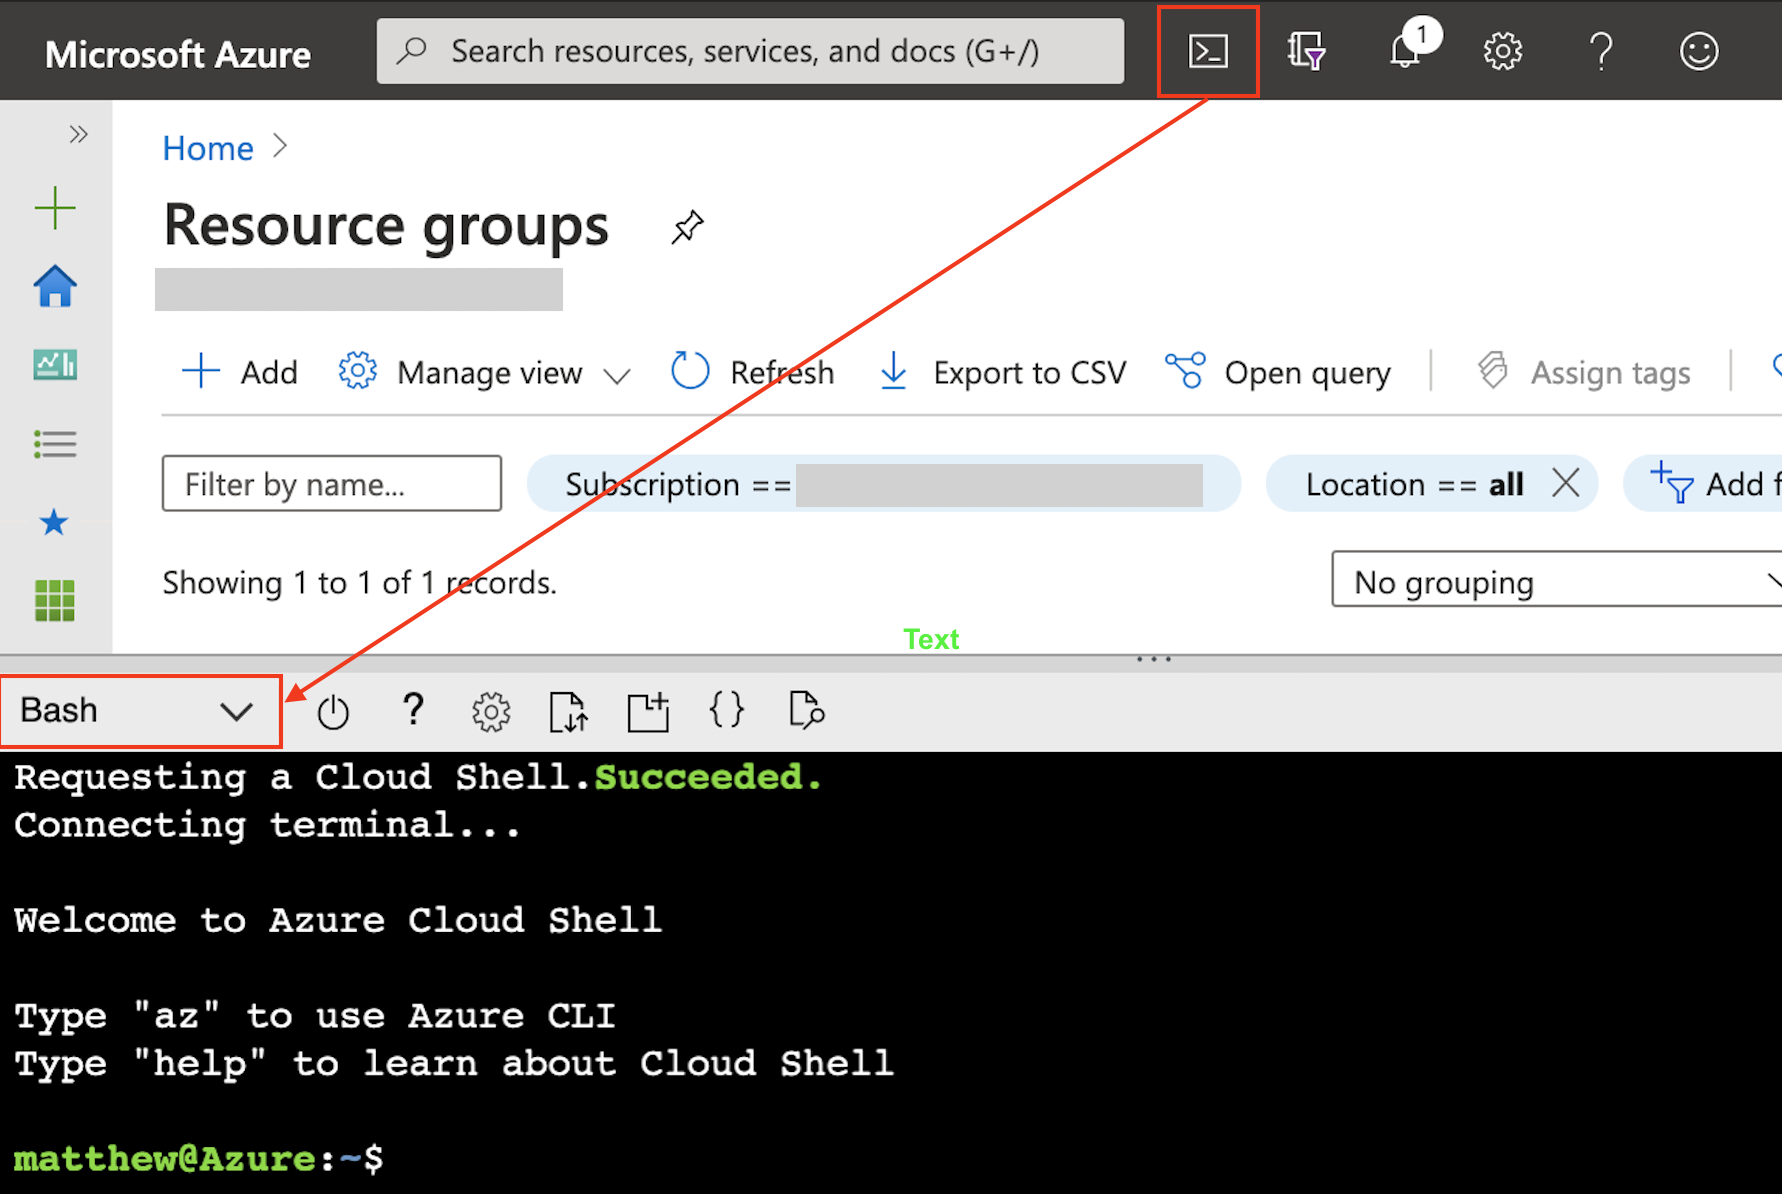 Microsoft Azure
Search resources, services, and docs (G+/)
1
Home
Resource groups
Add
Manage view
Refresh
Export to CSV
Open query
Assign tags
Filter by name...
Subscription ==
Location == all
Add f
Showing 1 to 1 of 1 records.
No grouping
Text
Bash
Requesting a Cloud Shell.Succeeded.
Connecting terminal...
Welcome to Azure Cloud Shell
Type "az" to use Azure CLI
Type "help" to learn about Cloud Shell
matthew@Azure:~$